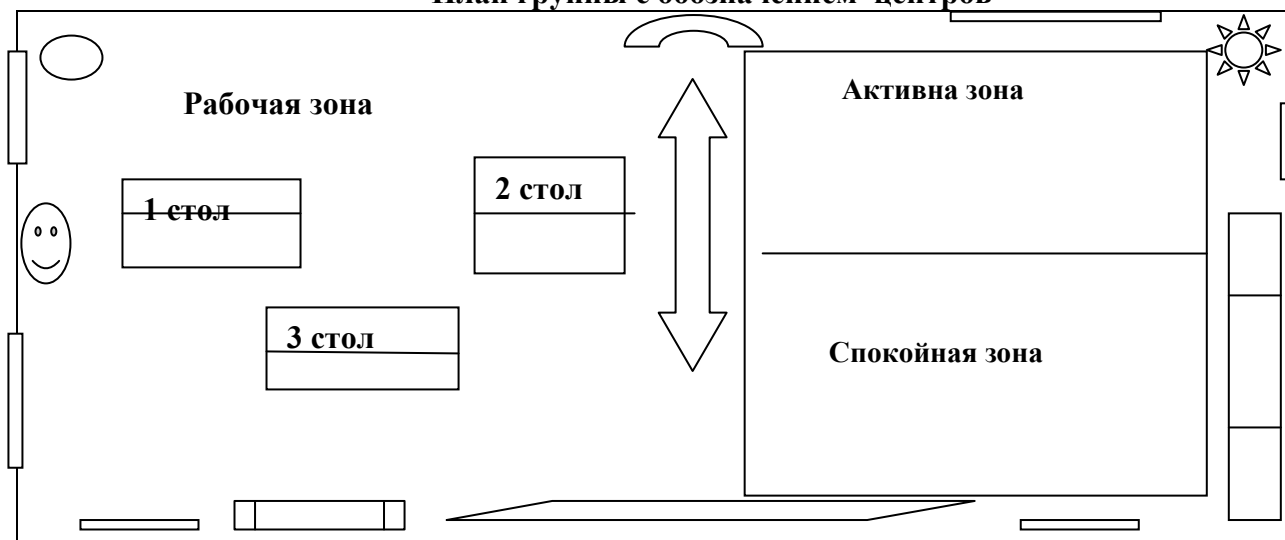 План группы с обозначением центров
Рабочая зона
Активна зона
1 стол
2 стол
3 стол
Спокойная зона